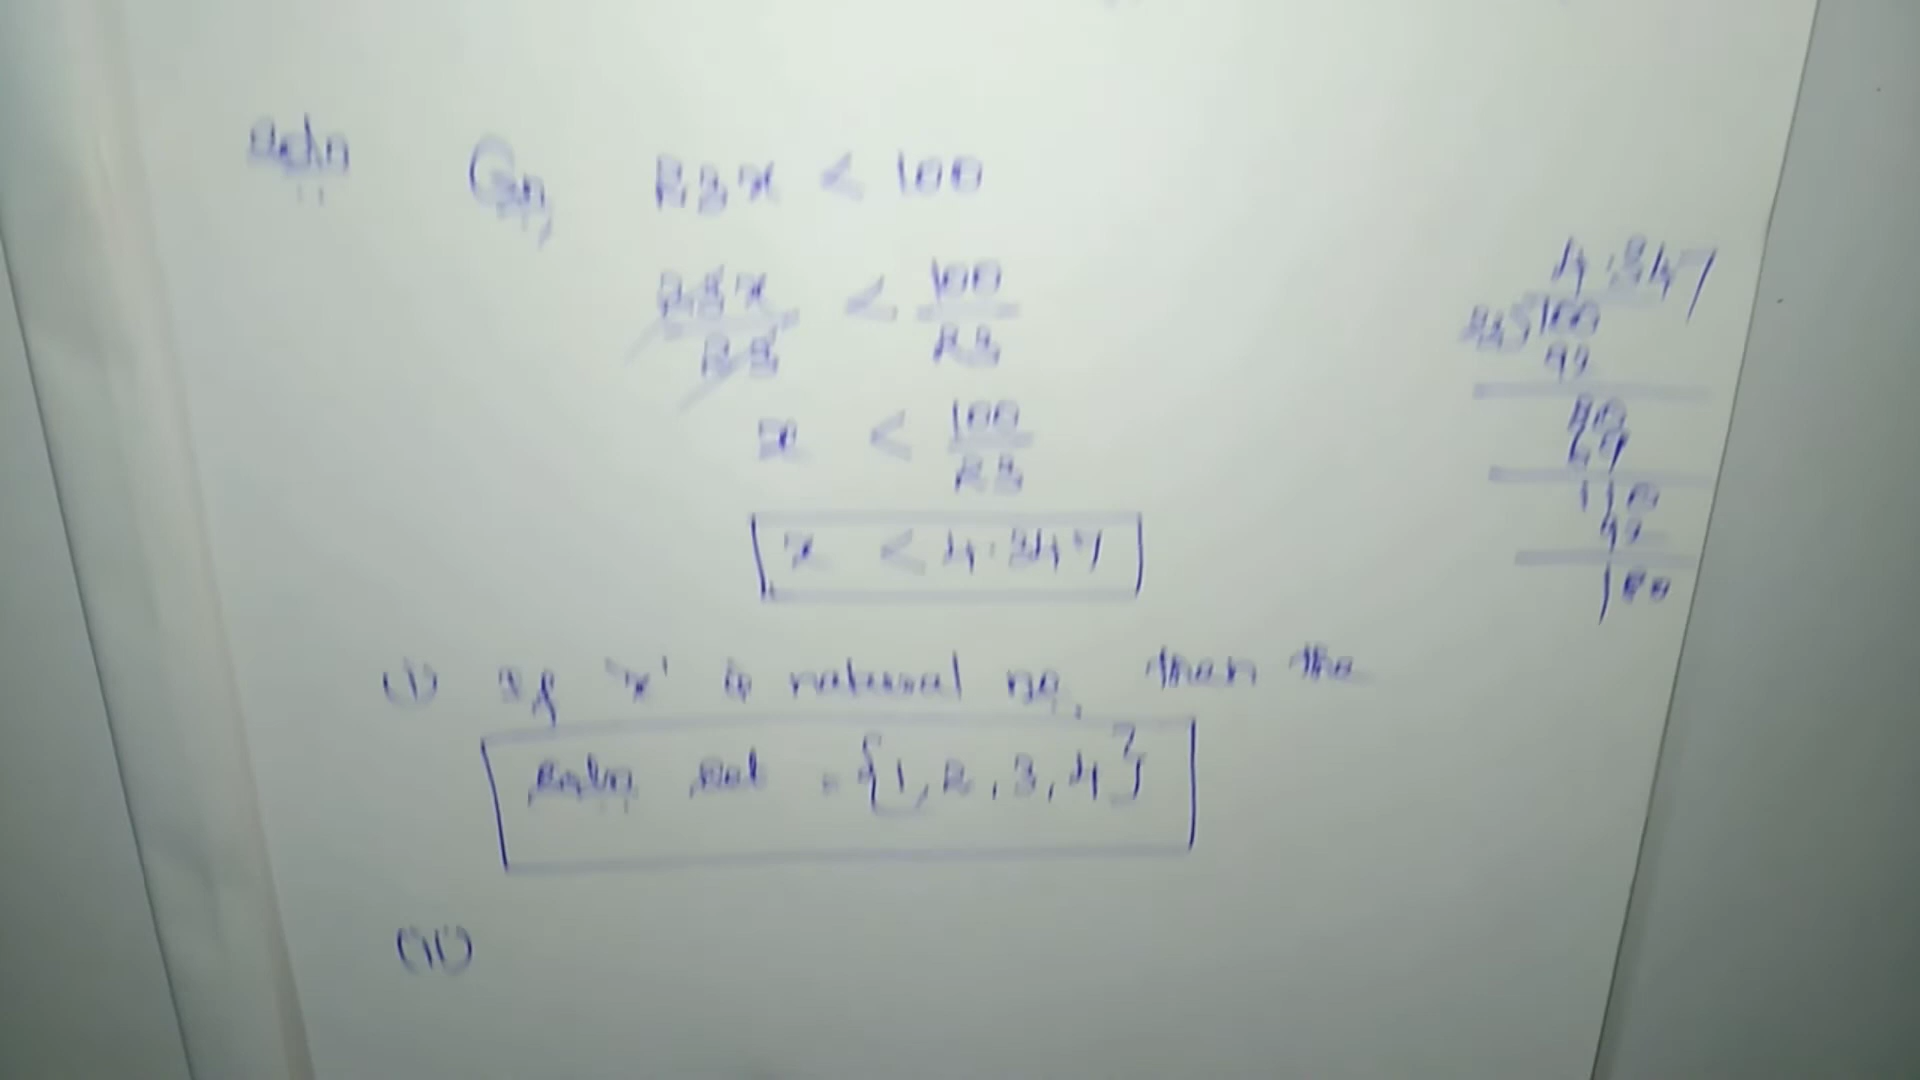 Soln
Gn, 23x < 100
23x/23 < 100/23
x < 100/23
x < 4.347
(i) If 'x' is natural no, then the
soln set = {1, 2, 3, 4}
(ii)
4.347
23)100
92
80
69
110
92
180